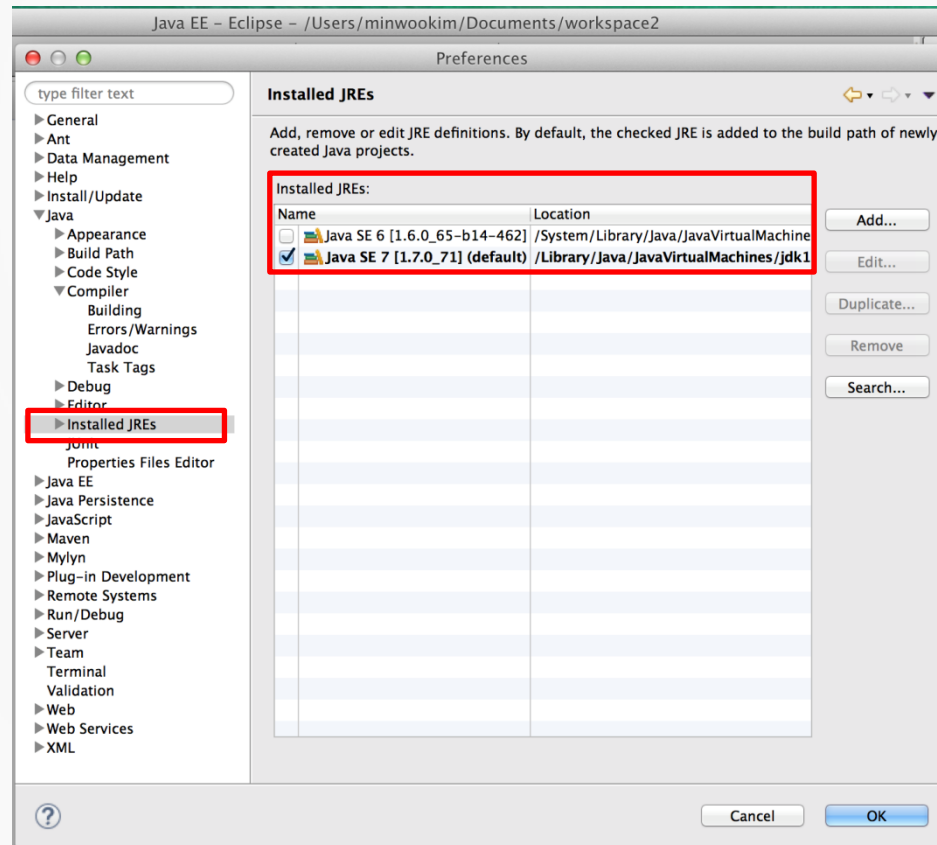 Java EE – Eclipse – /Users/minwookim/Documents/workspace2
Preferences
type filter text
General
Ant
Data Management
Help
Install/Update
Java
Appearance
Build Path
Code Style
Compiler
Building
Errors/Warnings
Javadoc
Task Tags
Debug
Editor
Installed JREs
JUnit
Properties Files Editor
Java EE
Java Persistence
JavaScript
Maven
Mylyn
Plug-in Development
Remote Systems
Run/Debug
Server
Team
Terminal
Validation
Web
Web Services
XML
Installed JREs
Add, remove or edit JRE definitions. By default, the checked JRE is added to the build path of newly
created Java projects.
Installed JREs:
Name Location
Java SE 6 [1.6.0_65-b14-462] /System/Library/Java/JavaVirtualMachine
Java SE 7 [1.7.0_71] (default) /Library/Java/JavaVirtualMachines/jdk1
Add...
Edit...
Duplicate...
Remove
Search...
?
Cancel
OK